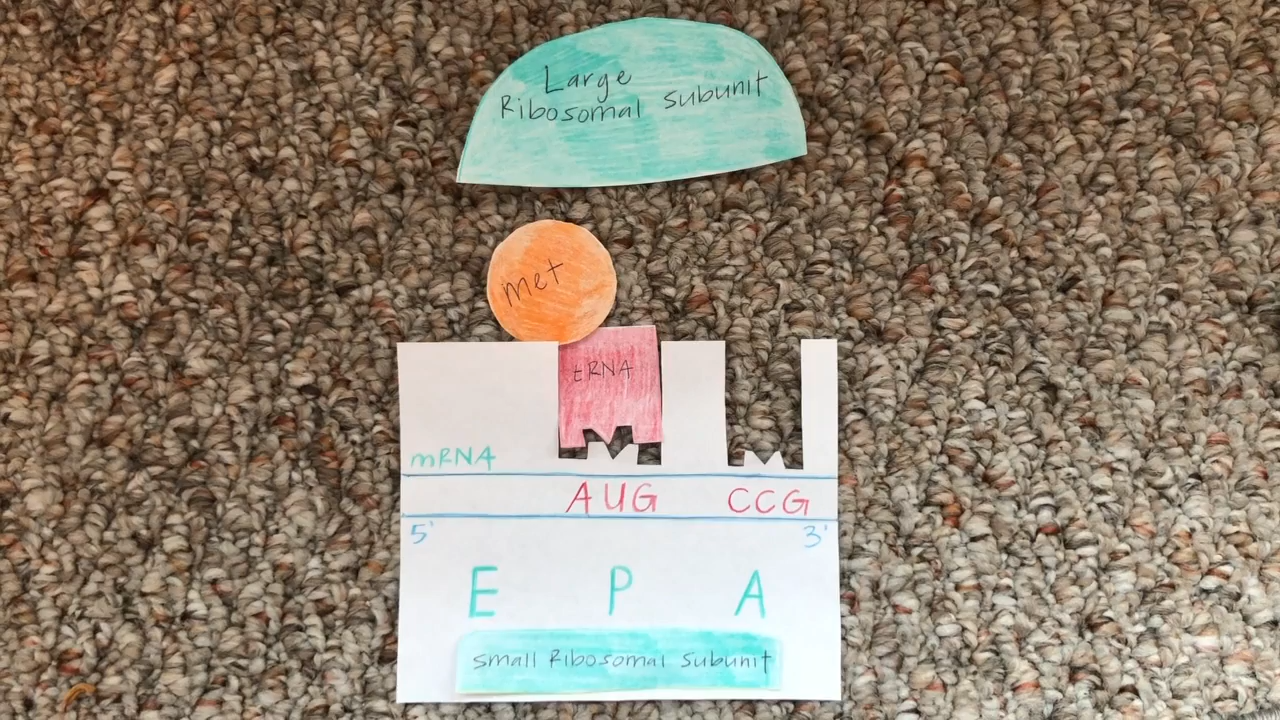 Large
Ribosomal subunit
met
tRNA
mRNA
AUG CCG
5' 3'
E P A
small Ribosomal subunit